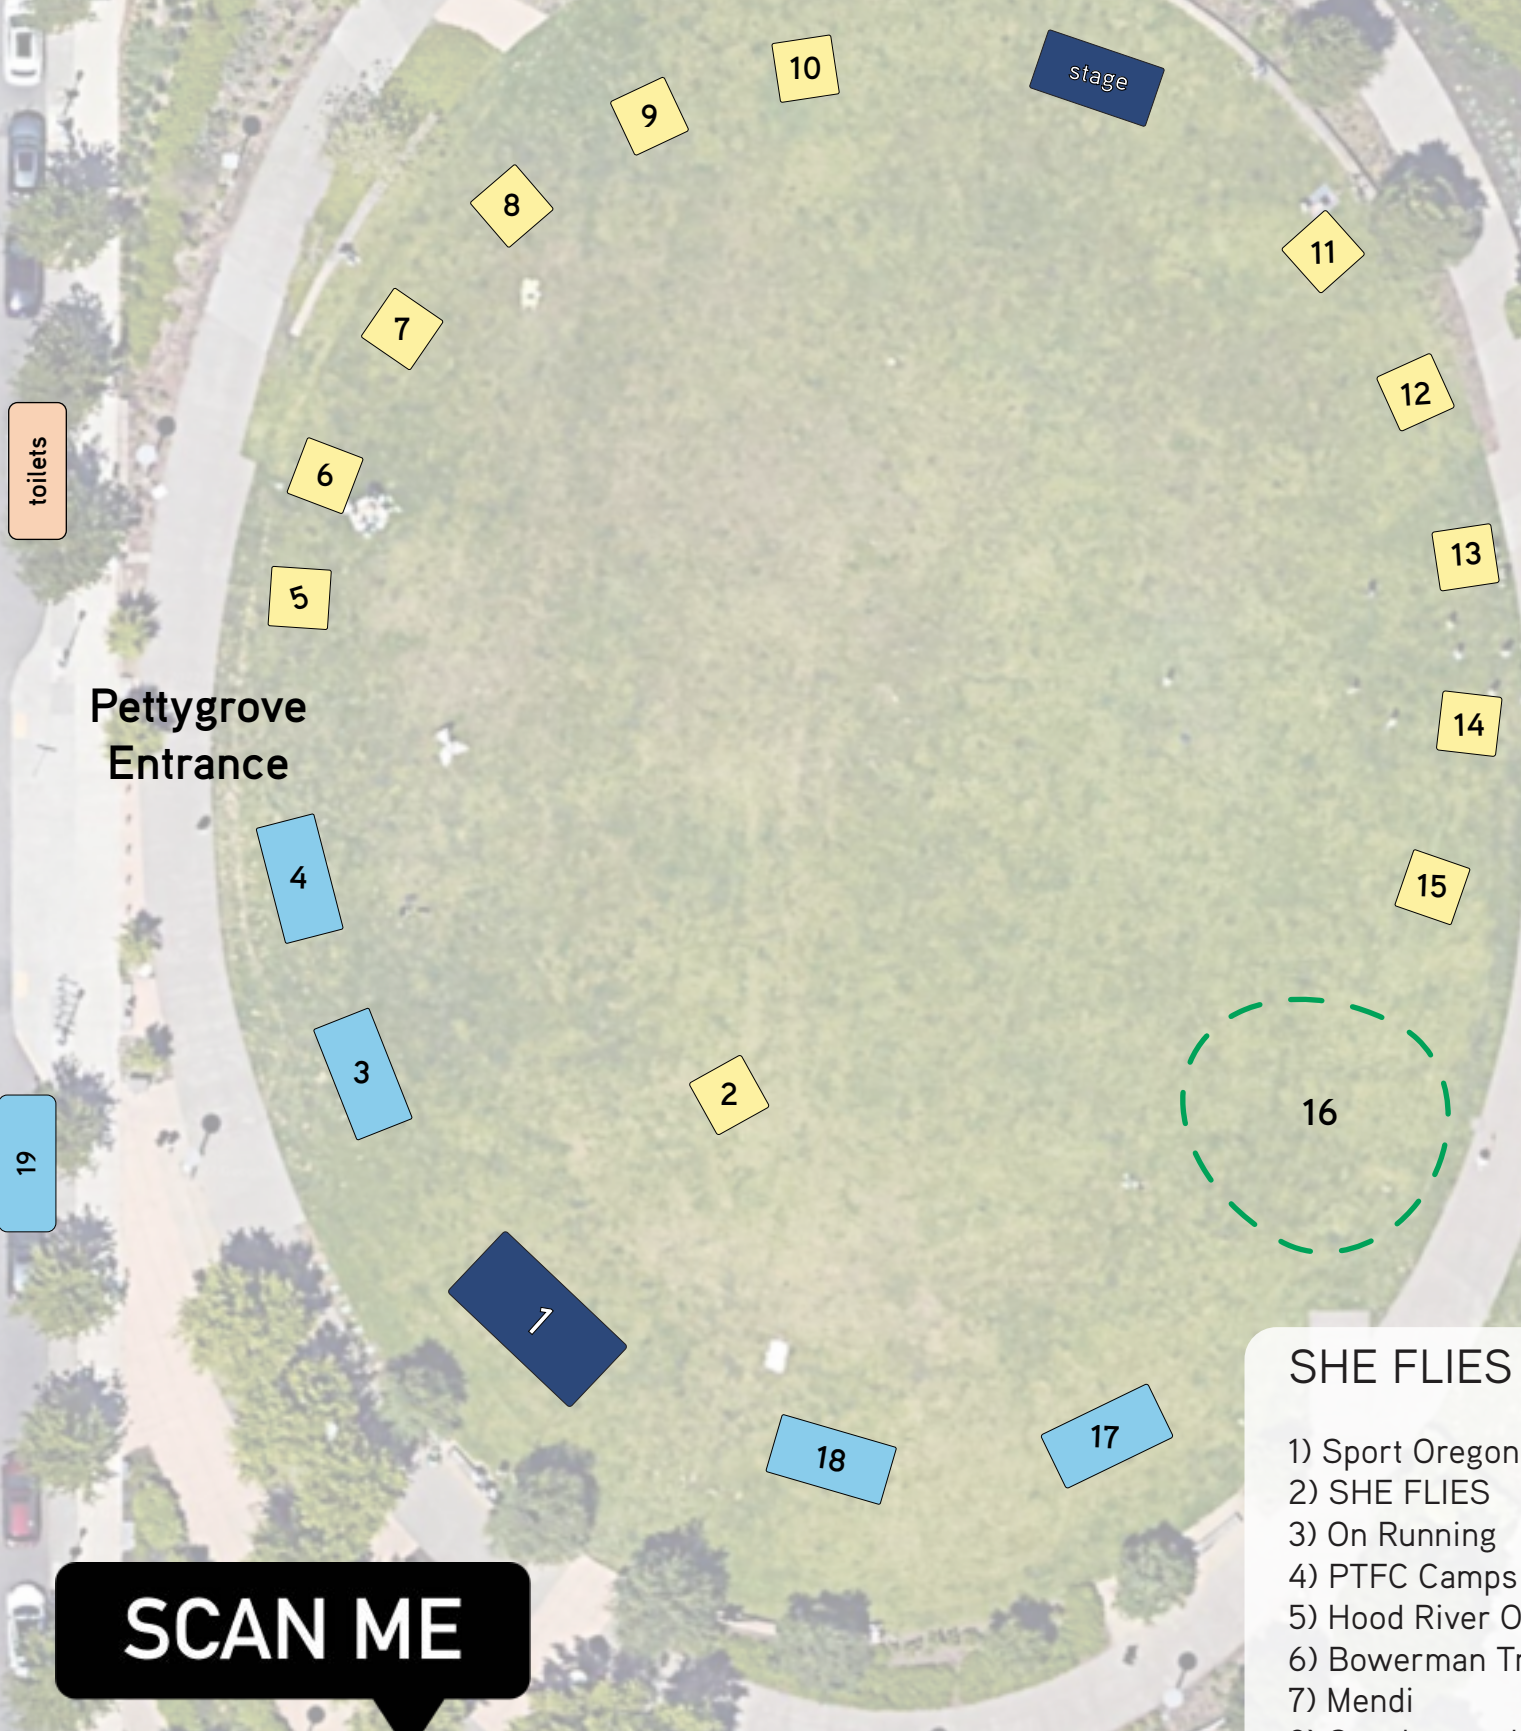 10
stage
9
8
11
7
12
toilets
6
13
5
Pettygrove
Entrance
14
4
15
3
2
16
19
1
18
17
SHE FLIES
1) Sport Oregon
2) SHE FLIES
3) On Running
4) PTFC Camps
5) Hood River O
6) Bowerman Tr
7) Mendi
SCAN ME